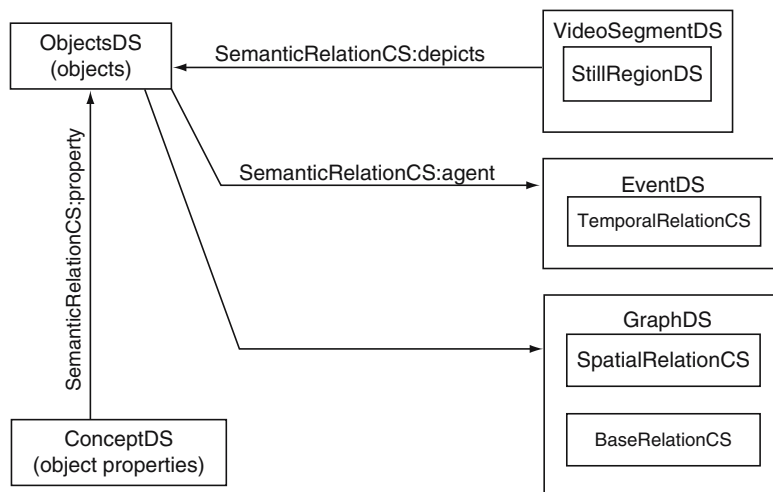 ObjectsDS
(objects)
SemanticRelationCS:depicts
VideoSegmentDS
StillRegionDS
SemanticRelationCS:property
SemanticRelationCS:agent
EventDS
TemporalRelationCS
GraphDS
SpatialRelationCS
BaseRelationCS
ConceptDS
(object properties)